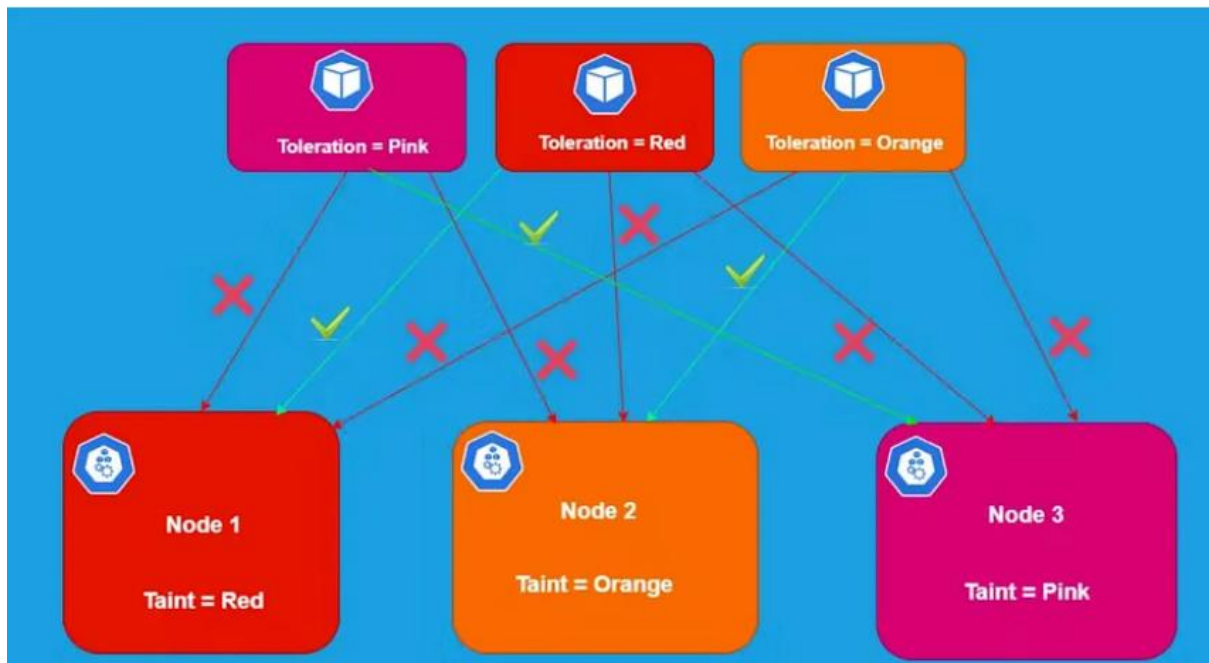 Toleration = Pink
Toleration = Red
Toleration = Orange
Node 1
Taint = Red
Node 2
Taint = Orange
Node 3
Taint = Pink